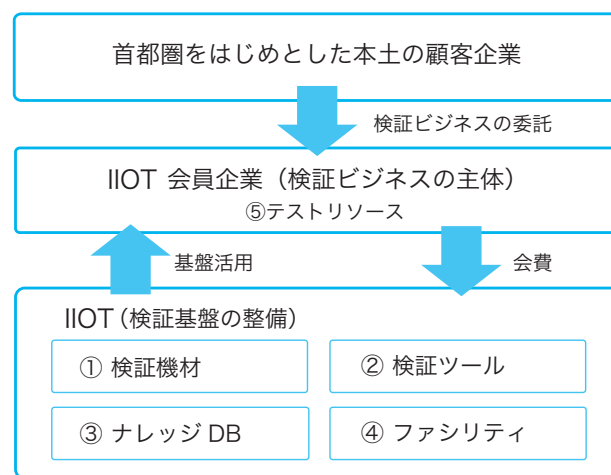 首都圏をはじめとした本土の顧客企業
検証ビジネスの委託
IIOT 会員企業（検証ビジネスの主体）
⑤テストリソース
基盤活用
会費
IIOT（検証基盤の整備）
① 検証機材
② 検証ツール
③ ナレッジ DB
④ ファシリティ